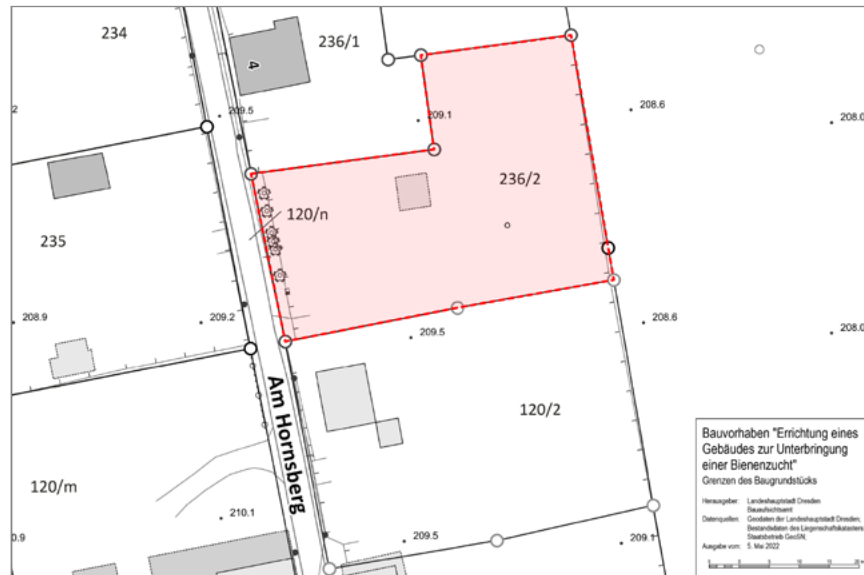 234
236/1
4
209.5
209.1
208.6
208.0
2
236/2
120/n
235
208.9
209.2
209.5
208.6
208.0
Am Hornsberg
120/2
120/m
210.1
0.9
209.5
209.1
Bauvorhaben "Errichtung eines
Gebäudes zur Unterbringung
einer Bienenzucht"
Grenzen des Baugrundstücks
Herausgeber: Landeshauptstadt Dresden
Bauaufsichtsamt
Datenquellen: Geodaten der Landeshauptstadt Dresden,
Bestandsdaten des Liegenschaftskatasters
Staatsbetrieb GeoSN,
Ausgabe vom: 5. Mai 2022